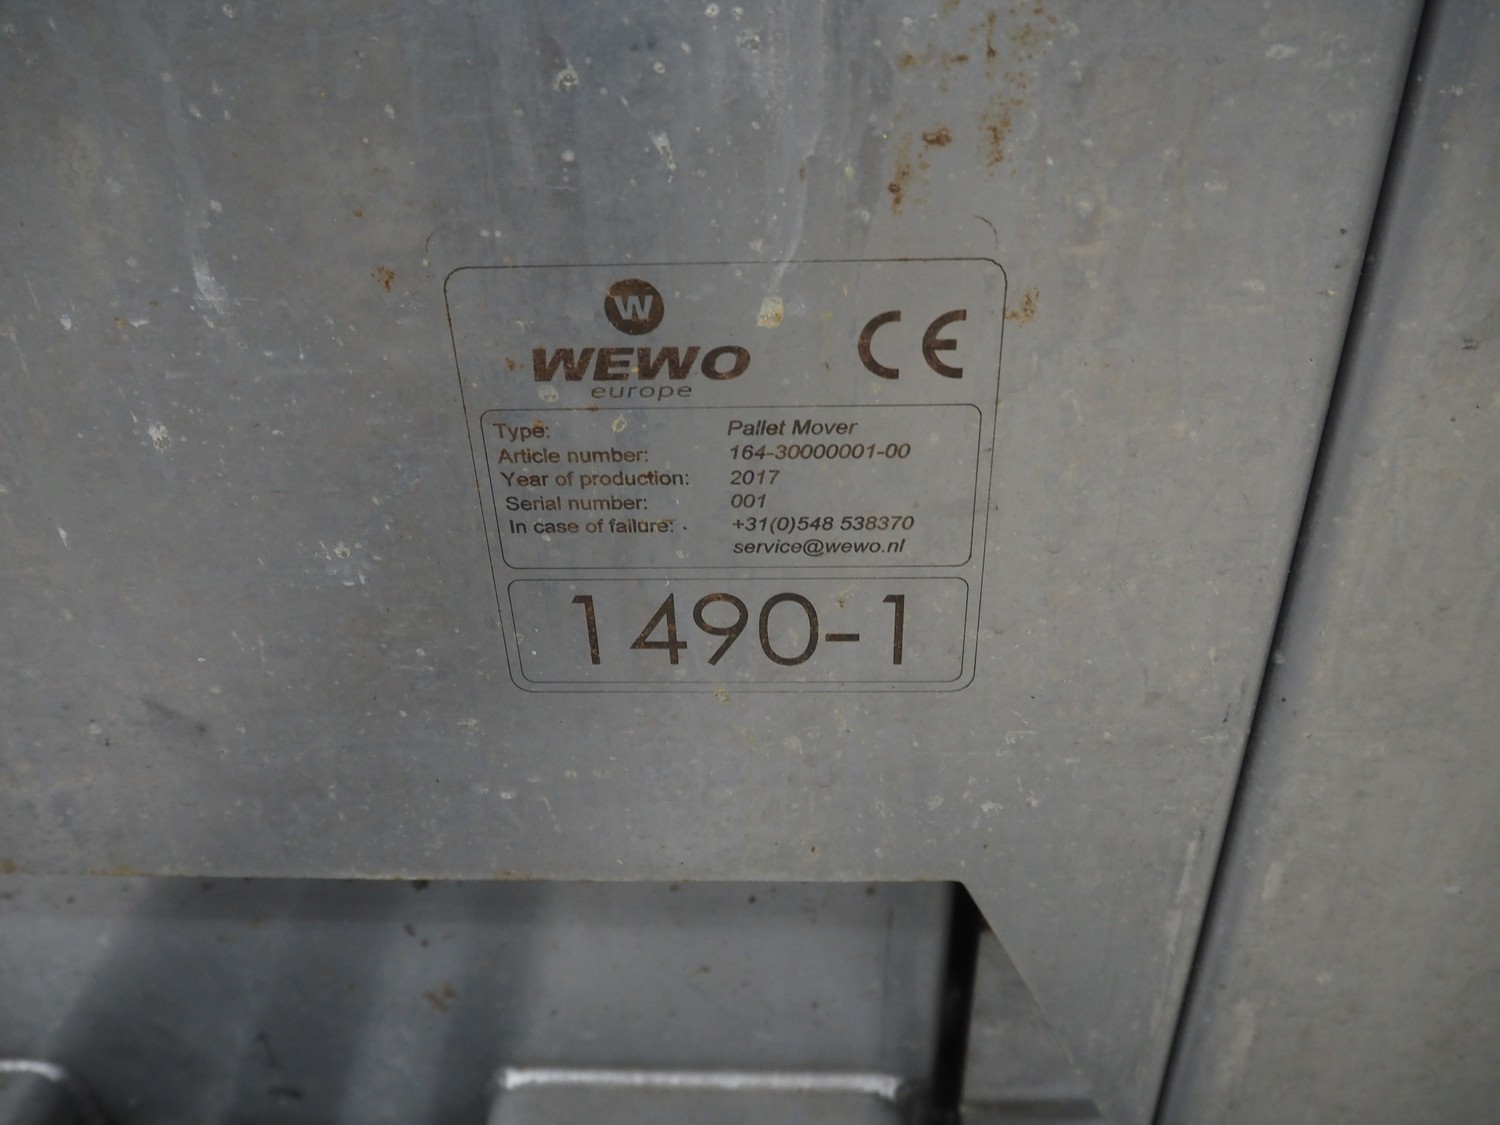 W
WEWO CE
europe
Type: Pallet Mover
Article number: 164-30000001-00
Year of production: 2017
Serial number: 001
In case of failure: +31(0)548 538370
service@wewo.nl
1490-1